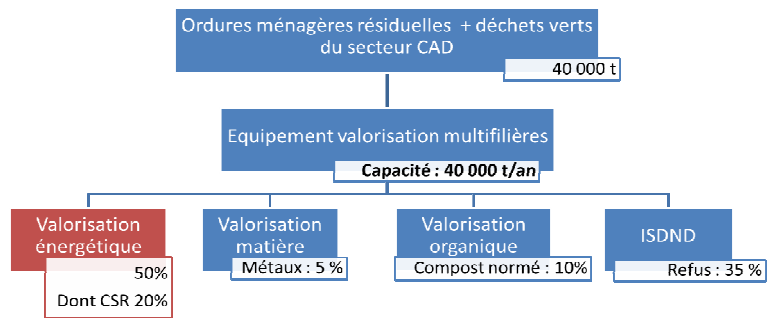 Ordures ménagères résiduelles + déchets verts
du secteur CAD
40 000 t
Equipement valorisation multifilières
Capacité : 40 000 t/an
Valorisation
énergétique
50%
Dont CSR 20%
Valorisation
matière
Métaux : 5 %
Valorisation
organique
Compost normé : 10%
ISDND
Refus : 35 %